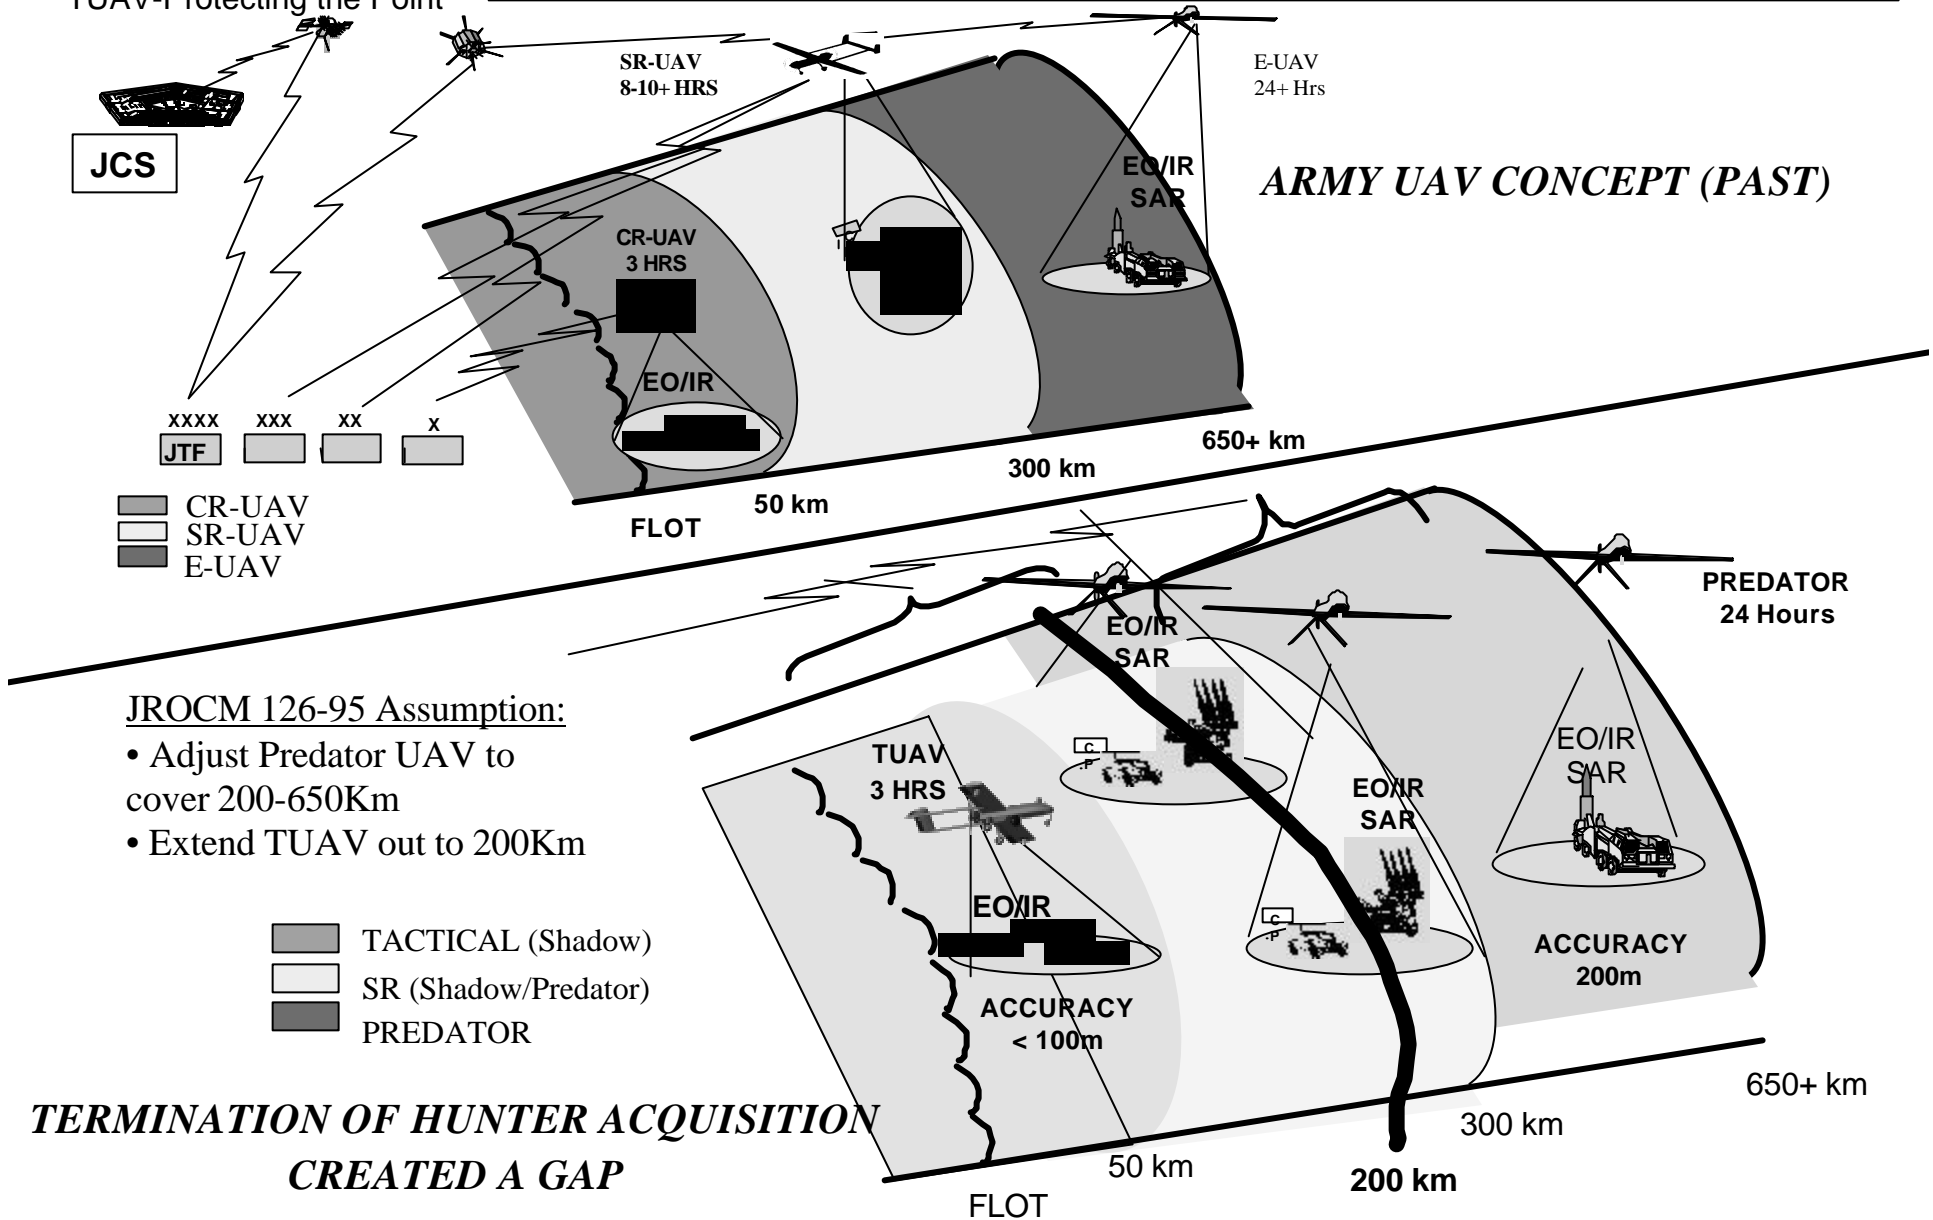 TUAV-Protecting the Point
SR-UAV
8-10+ HRS
E-UAV
24+ Hrs
JCS
EO/IR
SAR
ARMY UAV CONCEPT (PAST)
CR-UAV
3 HRS
EO/IR
XXXX
XXX
XX
X
JTF
650+ km
300 km
50 km
FLOT
CR-UAV
SR-UAV
E-UAV
PREDATOR
24 Hours
EO/IR
SAR
JROCM 126-95 Assumption:
• Adjust Predator UAV to
cover 200-650Km
• Extend TUAV out to 200Km
TUAV
3 HRS
C
.P
EO/IR
SAR
EO/IR
SAR
EO/IR
C
.P
ACCURACY
200m
ACCURACY
< 100m
TACTICAL (Shadow)
SR (Shadow/Predator)
PREDATOR
TERMINATION OF HUNTER ACQUISITION
CREATED A GAP
650+ km
300 km
50 km
200 km
FLOT